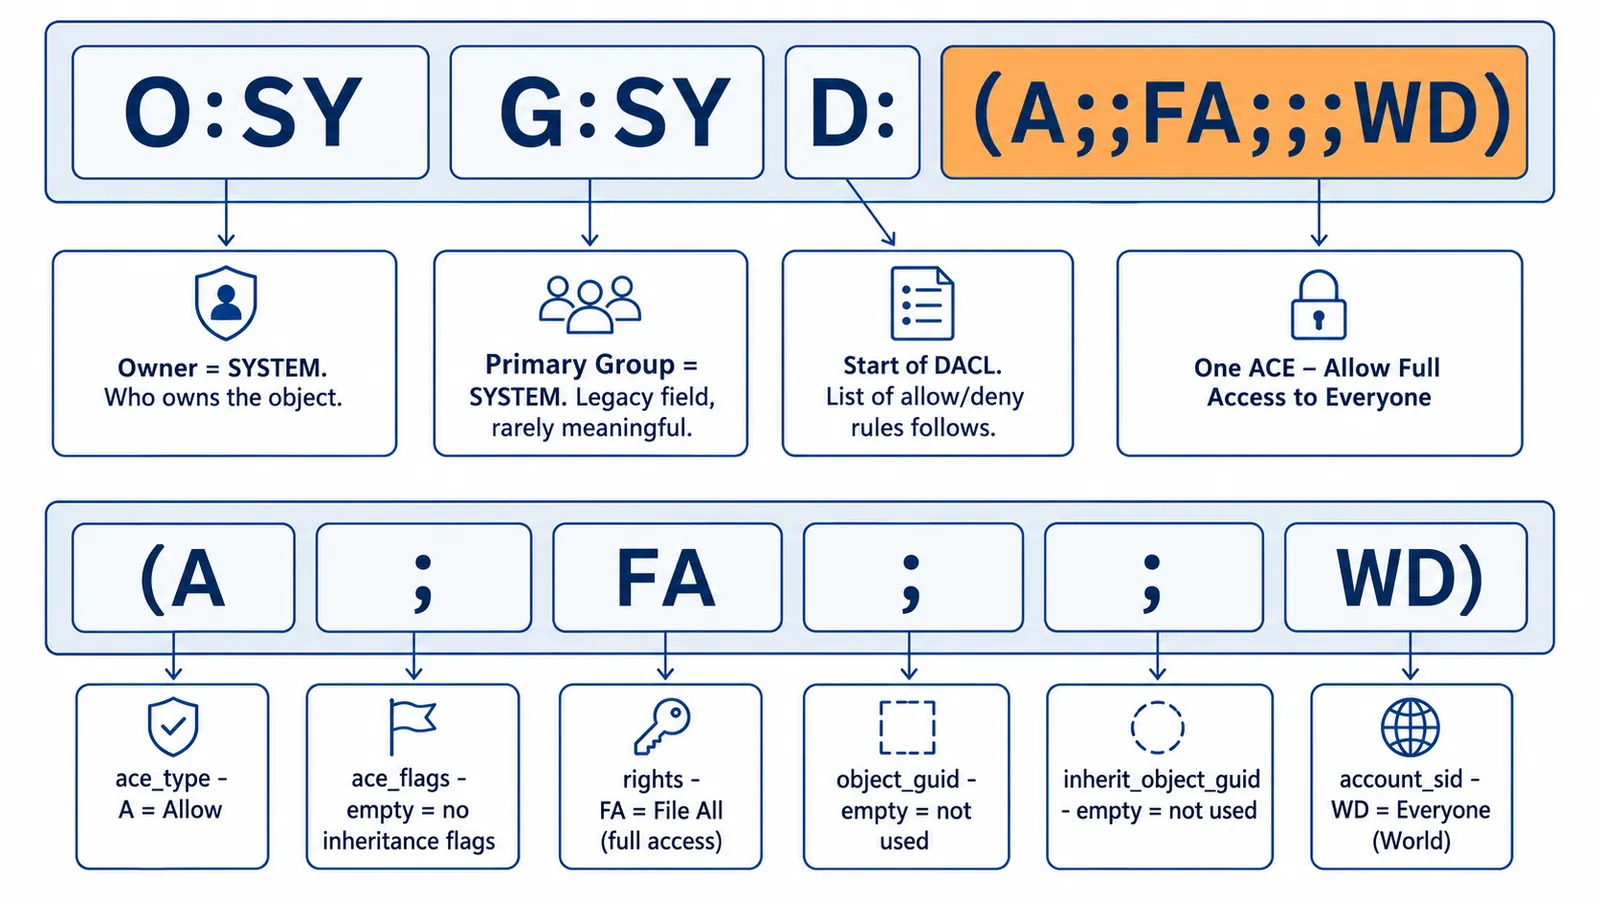 O:SY G:SY D: (A;;FA;;;WD)
Owner = SYSTEM.
Who owns the object.
Primary Group =
SYSTEM. Legacy field,
rarely meaningful.
Start of DACL.
List of allow/deny
rules follows.
One ACE – Allow Full
Access to Everyone
(A ; FA ; ; WD)
ace_type -
A = Allow
ace_flags -
empty = no
inheritance flags
rights -
FA = File All
(full access)
object_guid -
empty = not
used
inherit_object_guid
- empty = not used
account_sid -
WD = Everyone
(World)